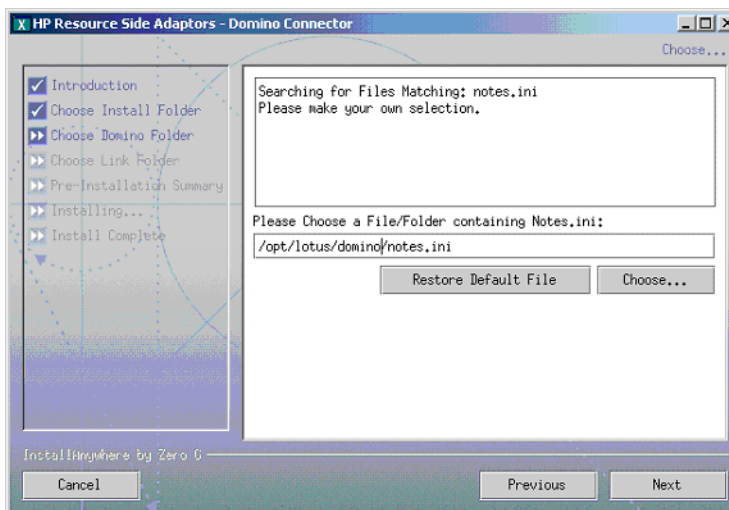 HP Resource Side Adaptors - Domino Connector
Choose...
Introduction
Choose Install Folder
Choose Domino Folder
Choose Link Folder
Pre-Installation Summary
Installing...
Install Complete
Searching for Files Matching: notes.ini
Please make your own selection.
Please Choose a File/Folder containing Notes.ini:
/opt/lotus/domino/notes.ini
Restore Default File
Choose...
InstallAnywhere by Zero G
Cancel
Previous
Next